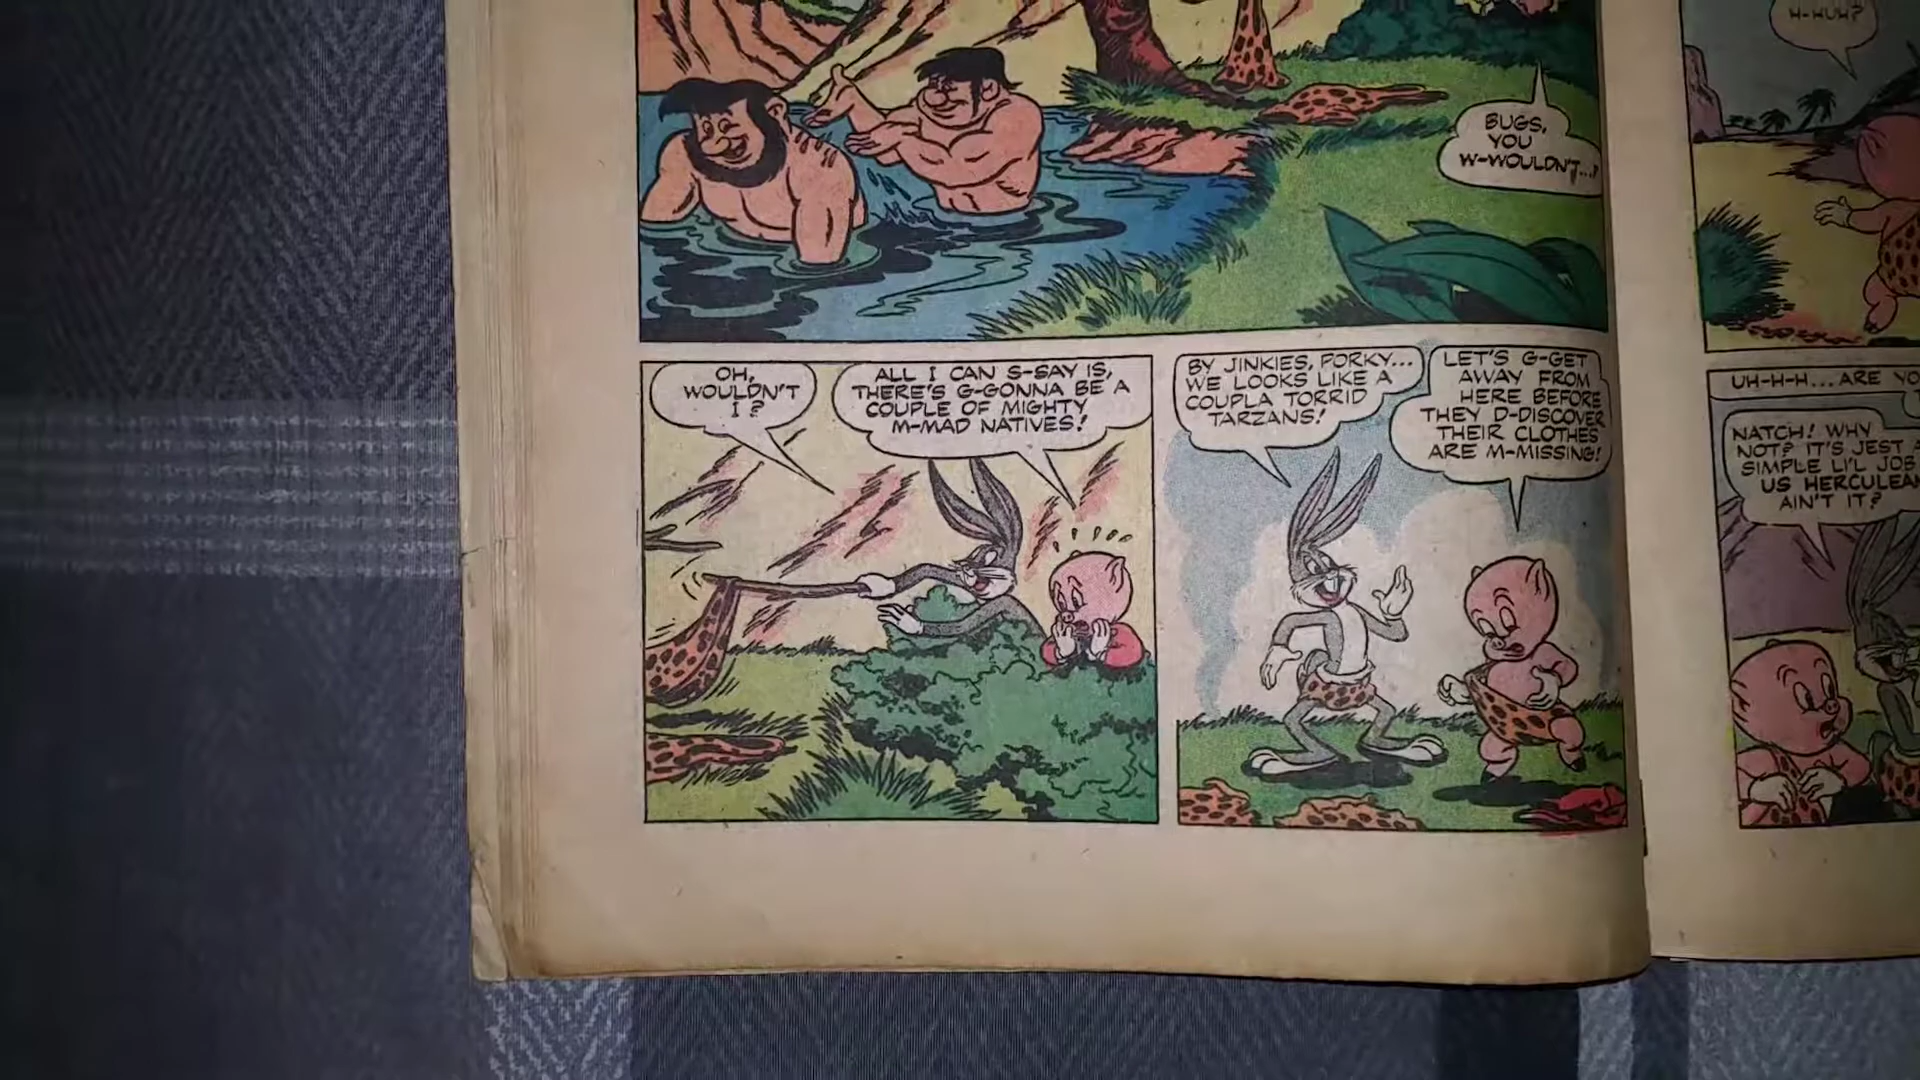 BUGS,
YOU
W-WOULDN'T...?
OH,
WOULDN'T
I?
ALL I CAN S-SAY IS,
THERE'S G-GONNA BE A
COUPLE OF MIGHTY
M-MAD NATIVES!
BY JINKIES, PORKY...
WE LOOKS LIKE A
COUPLA TORRID
TARZANS!
LET'S G-GET
AWAY FROM
HERE BEFORE
THEY D-DISCOVER
THEIR CLOTHES
ARE M-MISSING!
H-HUH?
UH-H-H... ARE
NATCH! WHY
NOT? IT'S JEST
SIMPLE LI'L JOB
US HERCULEAN
AIN'T IT?